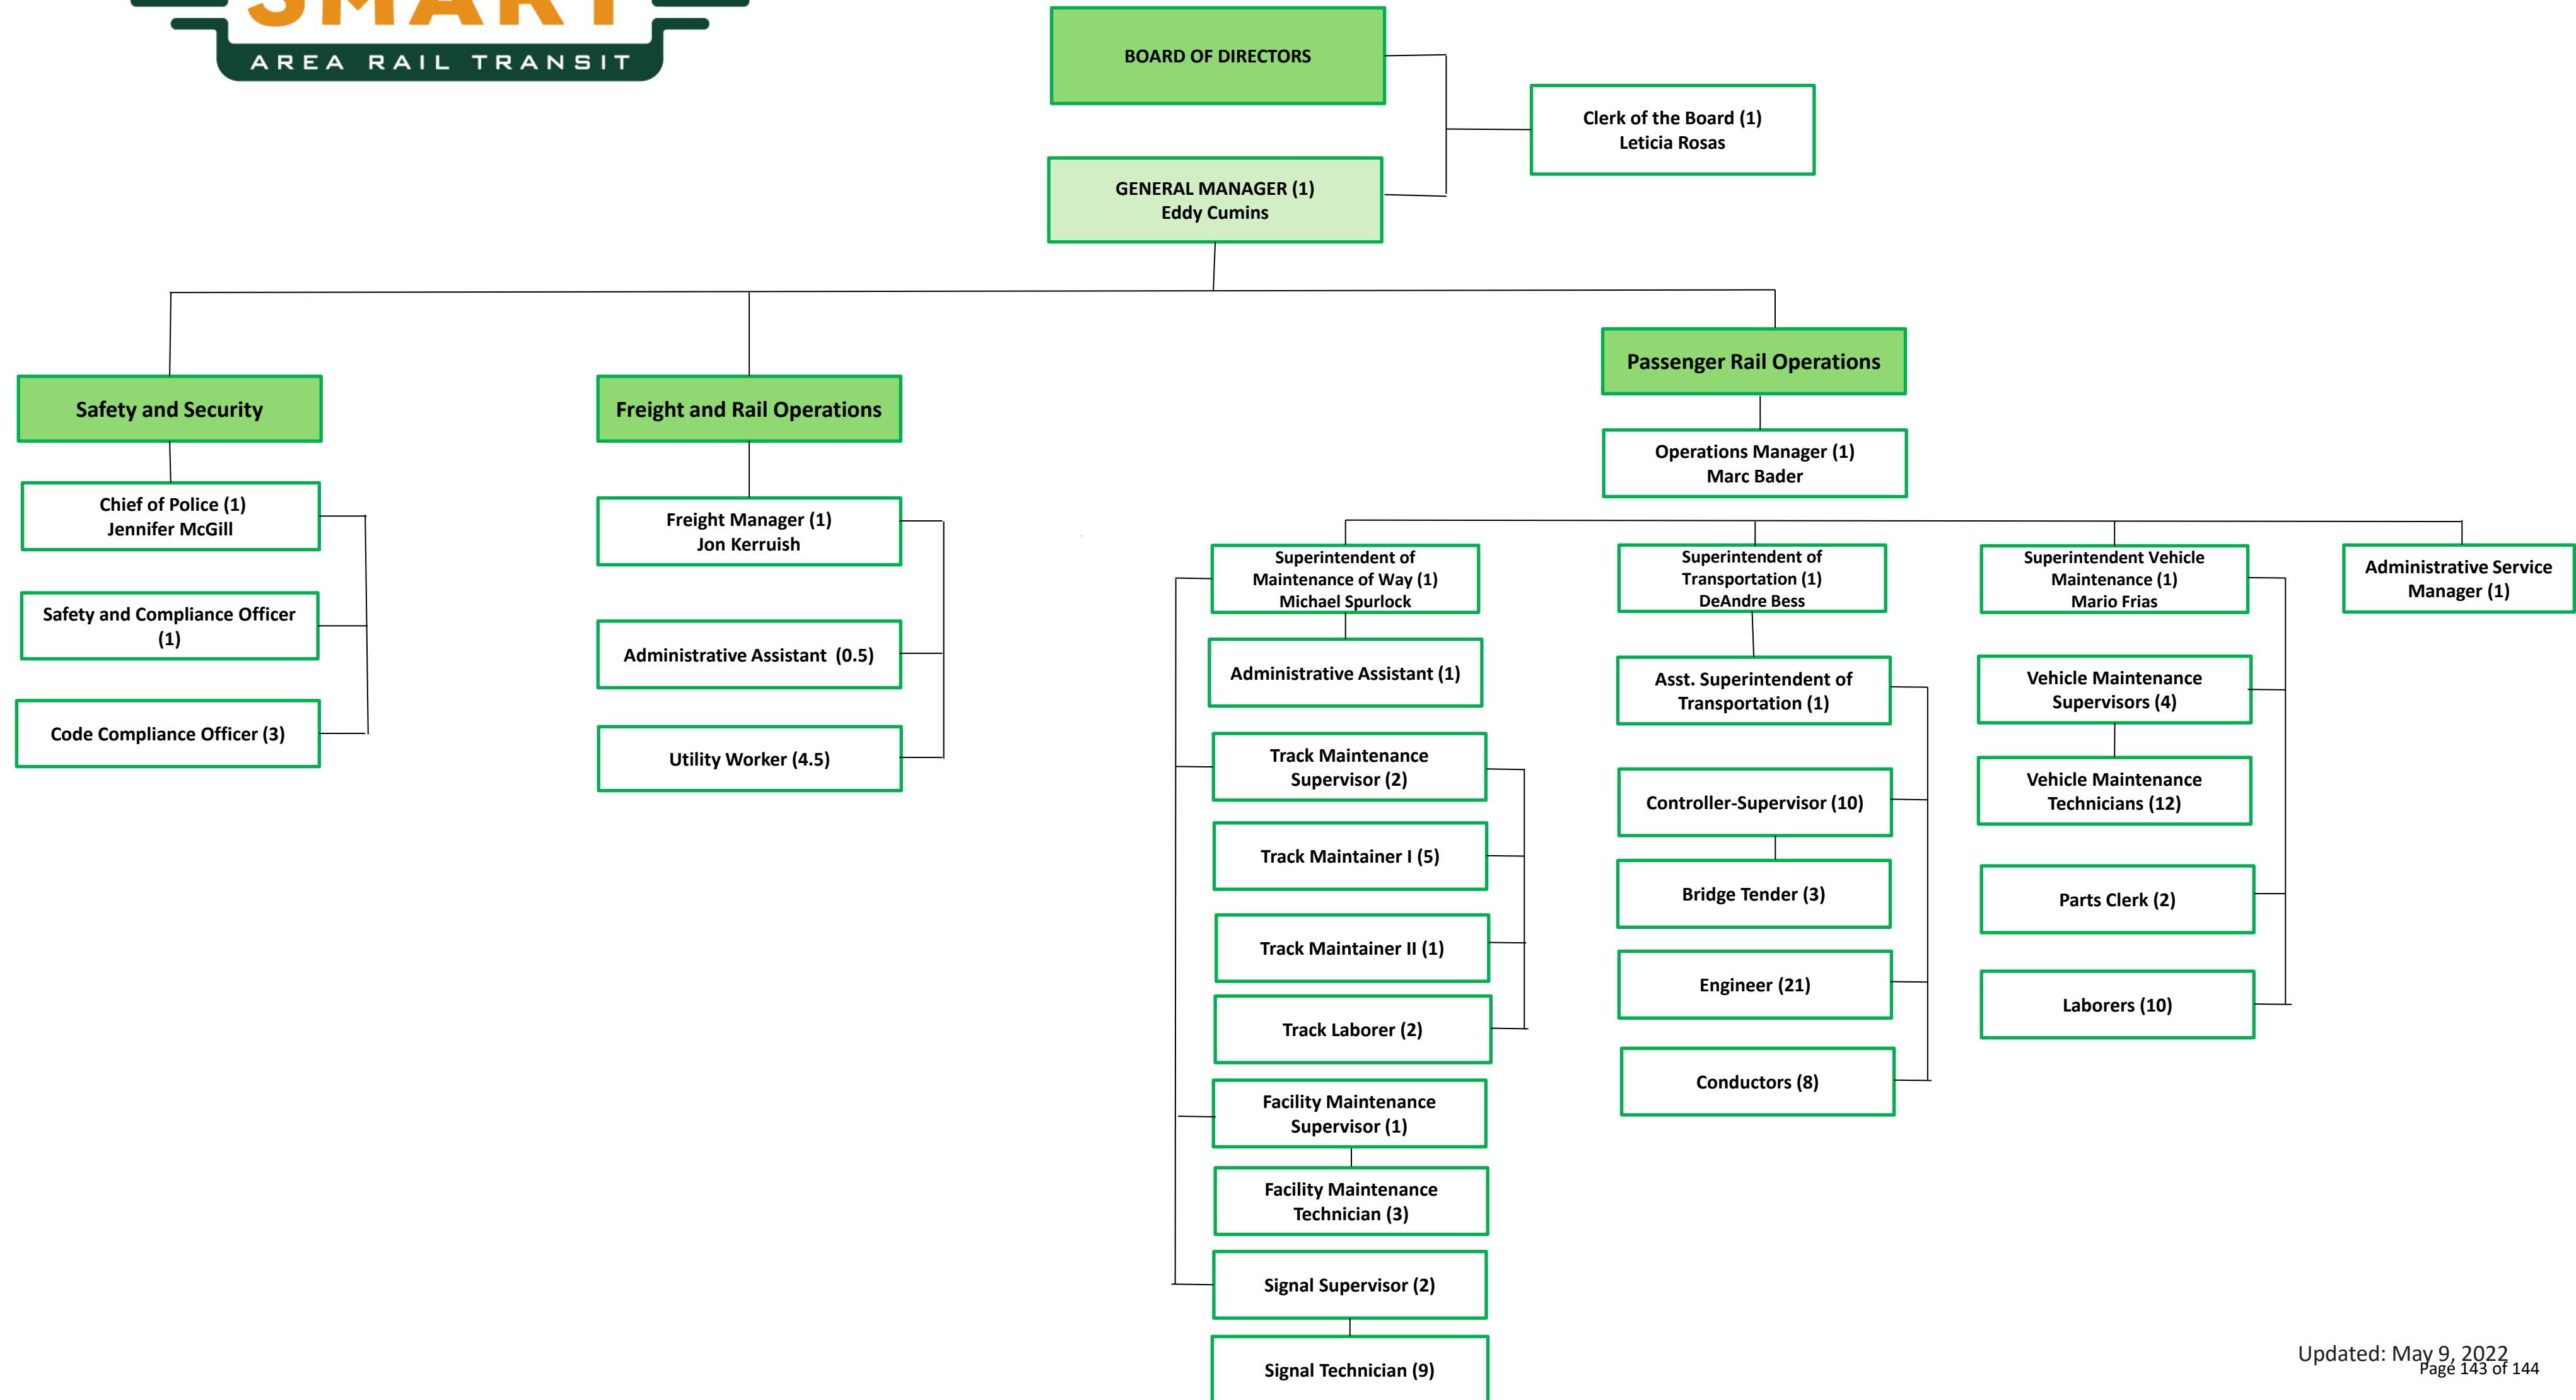 SMART
AREA RAIL TRANSIT
BOARD OF DIRECTORS
Clerk of the Board (1)
Leticia Rosas
GENERAL MANAGER (1)
Eddy Cumins
Safety and Security
Chief of Police (1)
Jennifer McGill
Safety and Compliance Officer
(1)
Code Compliance Officer (3)
Freight and Rail Operations
Freight Manager (1)
Jon Kerruish
Administrative Assistant (0.5)
Utility Worker (4.5)
Passenger Rail Operations
Operations Manager (1)
Marc Bader
Superintendent of
Maintenance of Way (1)
Michael Spurlock
Administrative Assistant (1)
Track Maintenance
Supervisor (2)
Track Maintainer I (5)
Track Maintainer II (1)
Track Laborer (2)
Facility Maintenance
Supervisor (1)
Facility Maintenance
Technician (3)
Signal Supervisor (2)
Signal Technician (9)
Superintendent of
Transportation (1)
DeAndre Bess
Asst. Superintendent of
Transportation (1)
Controller-Supervisor (10)
Bridge Tender (3)
Engineer (21)
Conductors (8)
Superintendent Vehicle
Maintenance (1)
Mario Frias
Vehicle Maintenance
Supervisors (4)
Vehicle Maintenance
Technicians (12)
Parts Clerk (2)
Laborers (10)
Administrative Service
Manager (1)
Updated: May 9, 2022
Page 143 of 144